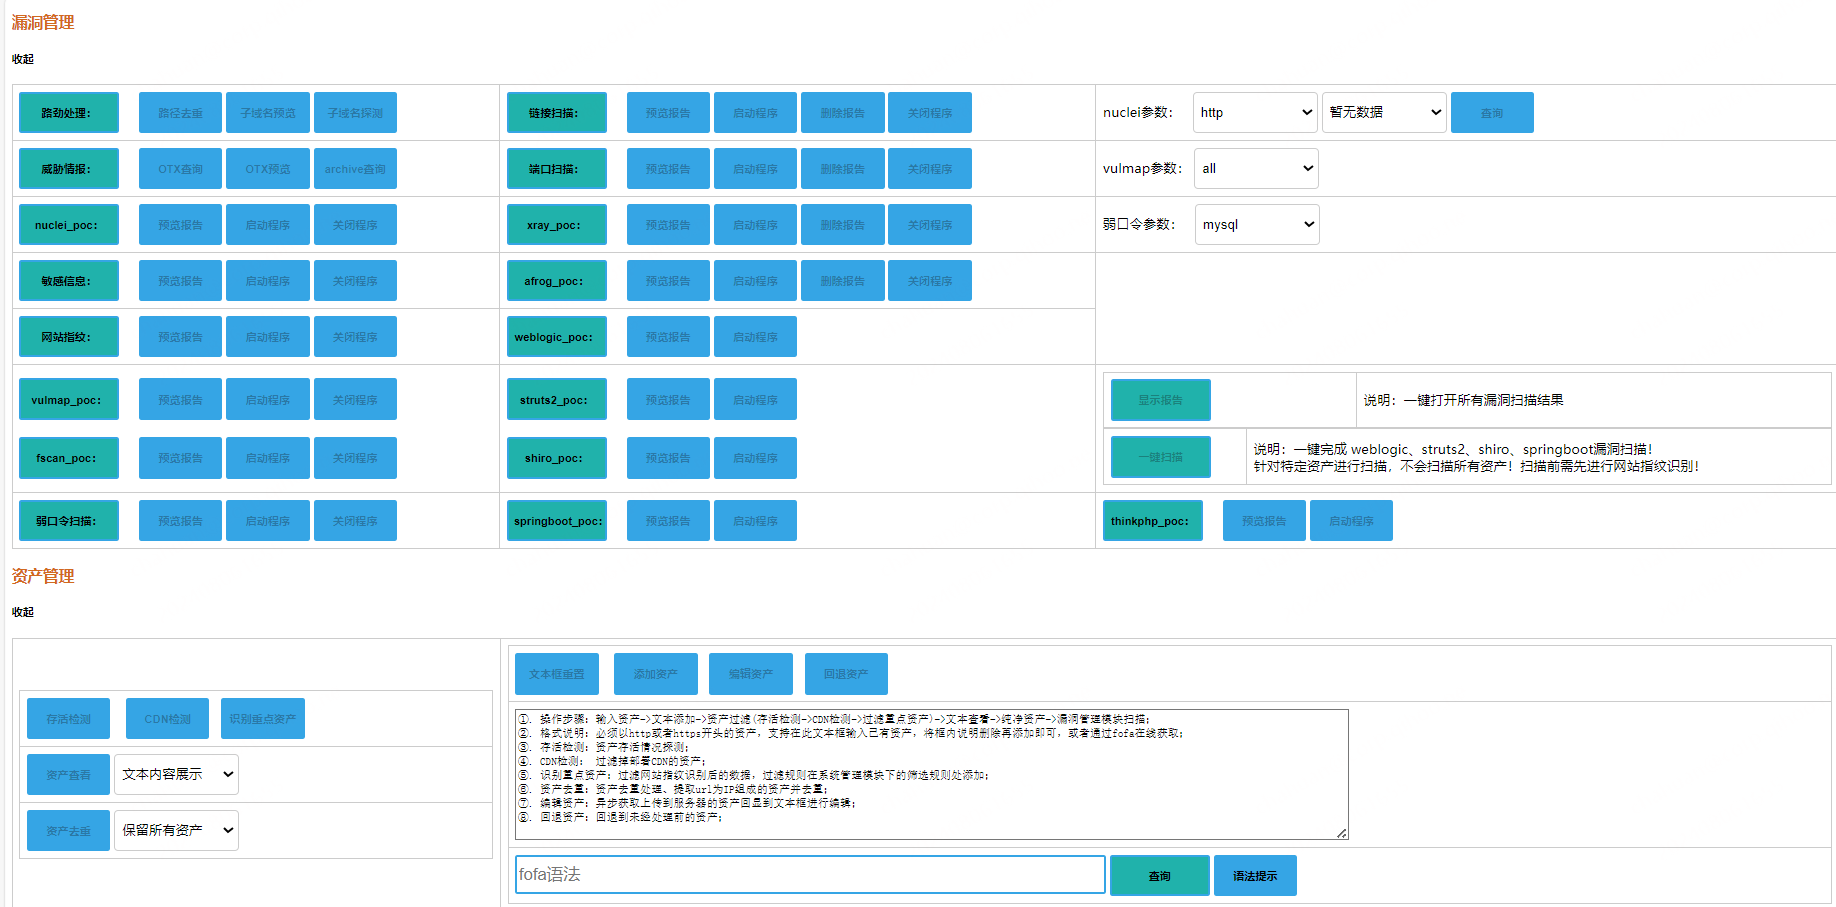 漏洞管理
收起
路劲处理： 路径去重 子域名预览 子域名探测 链接扫描： 预览报告 启动程序 删除报告 关闭程序 nuclei参数： http 暂无数据 查询
威胁情报： OTX查询 OTX预览 archive查询 端口扫描： 预览报告 启动程序 删除报告 关闭程序 vulmap参数： all
nuclei_poc： 预览报告 启动程序 关闭程序 xray_poc： 预览报告 启动程序 删除报告 关闭程序 弱口令参数： mysql
敏感信息： 预览报告 启动程序 关闭程序 afrog_poc： 预览报告 启动程序 删除报告 关闭程序
网站指纹： 预览报告 启动程序 关闭程序 weblogic_poc： 预览报告 启动程序
vulmap_poc： 预览报告 启动程序 关闭程序 struts2_poc： 预览报告 启动程序 显示报告 说明：一键打开所有漏洞扫描结果
fscan_poc： 预览报告 启动程序 关闭程序 shiro_poc： 预览报告 启动程序 一键扫描 说明：一键完成 weblogic、struts2、shiro、springboot漏洞扫描！
针对特定资产进行扫描，不会扫描所有资产！扫描前需先进行网站指纹识别！
弱口令扫描： 预览报告 启动程序 关闭程序 springboot_poc： 预览报告 启动程序 thinkphp_poc： 预览报告 启动程序
资产管理
收起
文本框重置 添加资产 编辑资产 回退资产
存活检测 CDN检测 识别重点资产
资产查看 文本内容展示
资产去重 保留所有资产
①. 操作步骤：输入资产->文本添加->资产过滤(存活检测->CDN检测->过滤重点资产)->文本查看->纯净资产->漏洞管理模块扫描；
②. 格式说明：必须以http或者https开头的资产，支持在此文本框输入已有资产，将框内说明删除再添加即可，或者通过fofa在线获取；
③. 存活检测：资产存活情况探测；
④. CDN检测： 过滤掉部署CDN的资产；
⑤. 识别重点资产：过滤网站指纹识别后的数据，过滤规则在系统管理模块下的筛选规则处添加；
⑥. 资产去重：资产去重处理、提取url为IP组成的资产并去重；
⑦. 编辑资产：异步获取上传到服务器的资产回显到文本框进行编辑；
⑧. 回退资产：回退到未经处理前的资产；
fofa语法 查询 语法提示